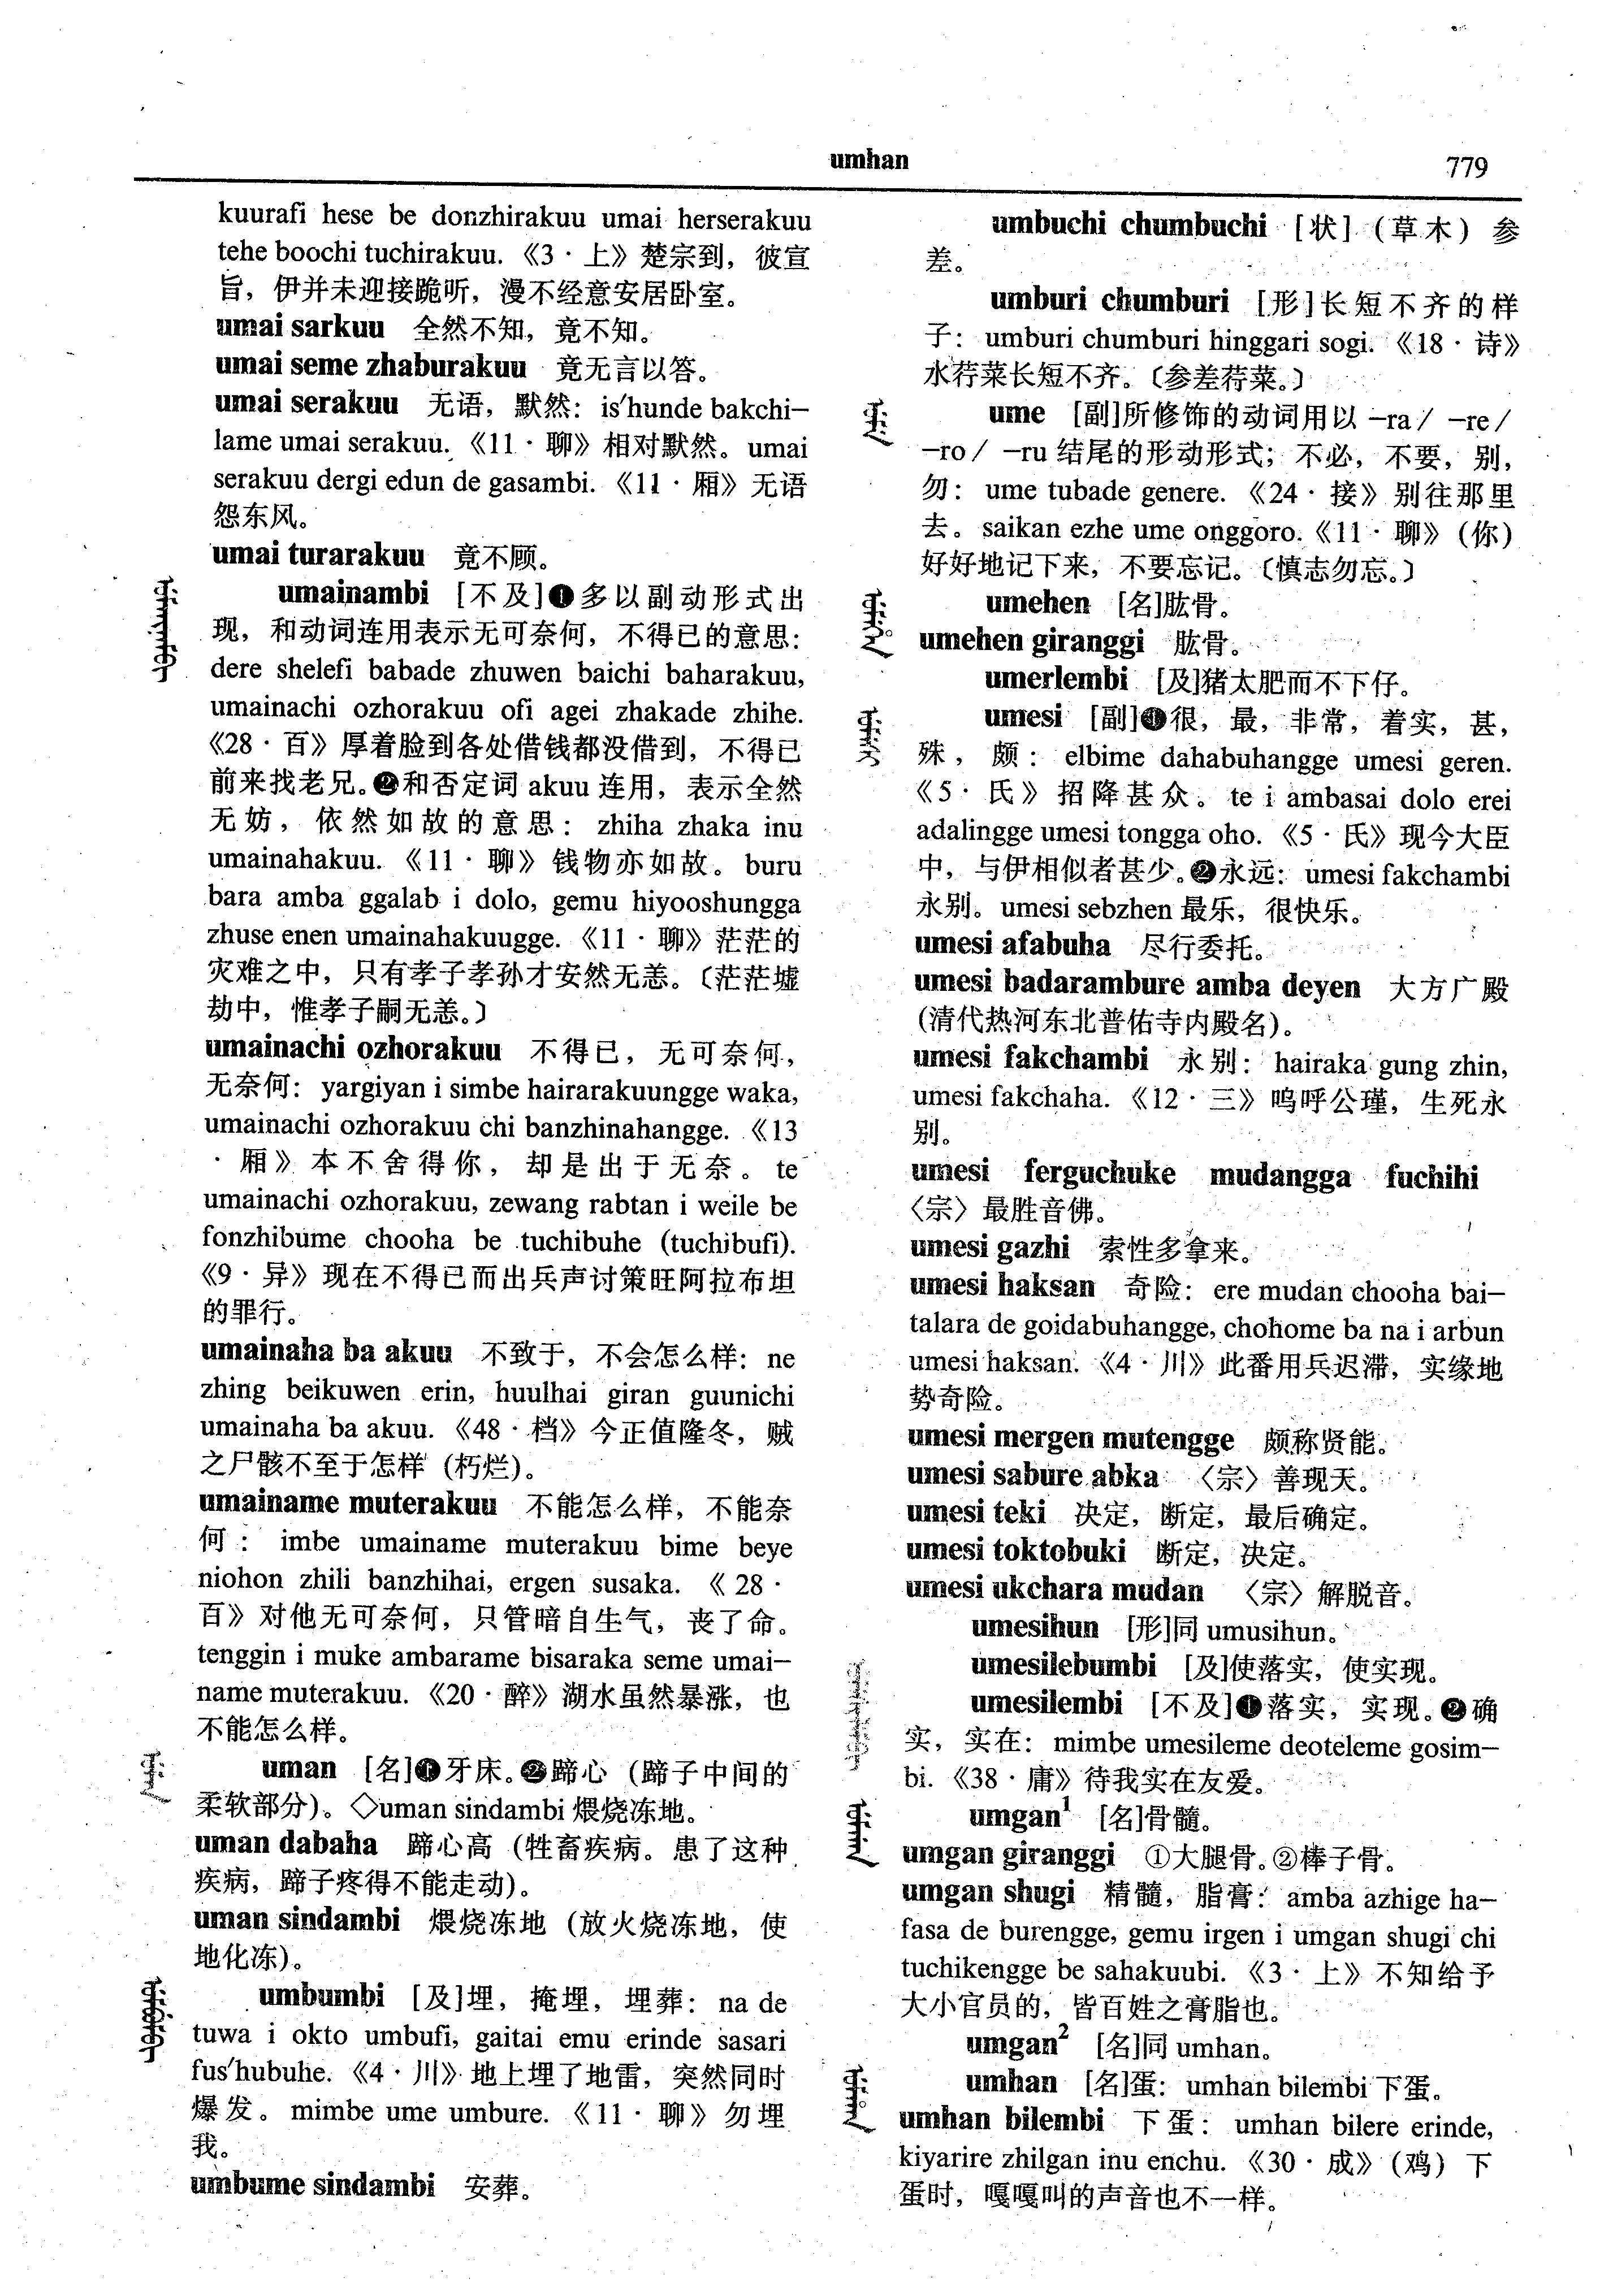 umhan
779
kuurafi hese be donzhirakuu umai herserakuu
tehe boochi tuchirakuu.《3·上》楚宗到，彼宣
旨，伊并未迎接跪听，漫不经意安居卧室。
umai sarkuu 全然不知，竟不知。
umai seme zhaburakuu 竟无言以答。
umai serakuu 无语，默然：is'hunde bakchi–
lame umai serakuu.《11·聊》相对默然。umai
serakuu dergi edun de gasambi.《11·厢》无语
怨东风。
umai turarakuu 竟不顾。
umainambi [不及]❶多以副动形式出
现，和动词连用表示无可奈何，不得已的意思：
dere shelefi babade zhuwen baichi baharakuu,
umainachi ozhorakuu ofi agei zhakade zhihe.
《28·百》厚着脸到各处借钱都没借到，不得已
前来找老兄。❷和否定词 akuu 连用，表示全然
无妨，依然如故的意思：zhiha zhaka inu
umainahakuu.《11·聊》钱物亦如故。buru
bara amba ggalab i dolo, gemu hiyooshungga
zhuse enen umainahakuugge.《11·聊》茫茫的
灾难之中，只有孝子孝孙才安然无恙。〔茫茫墟
劫中，惟孝子嗣无恙。〕
umainachi ozhorakuu 不得已，无可奈何，
无奈何：yargiyan i simbe hairarakuungge waka,
umainachi ozhorakuu chi banzhinahangge.《13
·厢》本不舍得你，却是出于无奈。te
umainachi ozhorakuu, zewang rabtan i weile be
fonzhibume chooha be tuchibuhe (tuchibufi).
《9·异》现在不得已而出兵声讨策旺阿拉布坦
的罪行。
umainaha ba akuu 不致于，不会怎么样：ne
zhing beikuwen erin, huulhai giran guunichi
umainaha ba akuu.《48·档》今正值隆冬，贼
之尸骸不至于怎样（朽烂）。
umainame muterakuu 不能怎么样，不能奈
何：imbe umainame muterakuu bime beye
niohon zhili banzhihai, ergen susaka.《28·
百》对他无可奈何，只管暗自生气，丧了命。
tenggin i muke ambarame bisaraka seme umai–
name muterakuu.《20·醉》湖水虽然暴涨，也
不能怎么样。
uman [名]❶牙床。❷蹄心（蹄子中间的
柔软部分）。◇uman sindambi 煨烧冻地。
uman dabaha 蹄心高（牲畜疾病。患了这种
疾病，蹄子疼得不能走动）。
uman sindambi 煨烧冻地（放火烧冻地，使
地化冻）。
umbumbi [及]埋，掩埋，埋葬：na de
tuwa i okto umbufi, gaitai emu erinde sasari
fus'hubuhe.《4·川》地上埋了地雷，突然同时
爆发。mimbe ume umbure.《11·聊》勿埋
我。
umbume sindambi 安葬。
umbuchi chumbuchi [状]（草木）参
差。
umburi chumburi [形]长短不齐的样
子：umburi chumburi hinggari sogi.《18·诗》
水荇菜长短不齐。〔参差荇菜。〕
ume [副]所修饰的动词用以 –ra / –re /
–ro / –ru 结尾的形动形式；不必，不要，别，
勿：ume tubade genere.《24·接》别往那里
去。saikan ezhe ume onggoro.《11·聊》（你）
好好地记下来，不要忘记。〔慎志勿忘。〕
umehen [名]肱骨。
umehen giranggi 肱骨。
umerlembi [及]猪太肥而不下仔。
umesi [副]❶很，最，非常，着实，甚，
殊，颇：elbime dahabuhangge umesi geren.
《5·氏》招降甚众。te i ambasai dolo erei
adalingge umesi tongga oho.《5·氏》现今大臣
中，与伊相似者甚少。❷永远：umesi fakchambi
永别。umesi sebzhen 最乐，很快乐。
umesi afabuha 尽行委托。
umesi badarambure amba deyen 大方广殿
(清代热河东北普佑寺内殿名)。
umesi fakchambi 永别：hairaka gung zhin,
umesi fakchaha.《12·三》呜呼公瑾，生死永
别。
umesi ferguchuke mudangga fuchihi
〈宗〉最胜音佛。
umesi gazhi 索性多拿来。
umesi haksan 奇险：ere mudan chooha bai–
talara de goidabuhangge, chohome ba na i arbun
umesi haksan.《4·川》此番用兵迟滞，实缘地
势奇险。
umesi mergen mutengge 颇称贤能。
umesi sabure abka 〈宗〉善现天。
umesi teki 决定，断定，最后确定。
umesi toktobuki 断定，决定。
umesi ukchara mudan 〈宗〉解脱音。
umesihun [形]同 umusihun。
umesilebumbi [及]使落实，使实现。
umesilembi [不及]❶落实，实现。❷确
实，实在：mimbe umesileme deoteleme gosim–
bi.《38·庸》待我实在友爱。
umgan¹ [名]骨髓。
umgan giranggi ①大腿骨。②棒子骨。
umgan shugi 精髓，脂膏：amba azhige ha–
fasa de burengge, gemu irgen i umgan shugi chi
tuchikengge be sahakuubi.《3·上》不知给予
大小官员的，皆百姓之膏脂也。
umgan² [名]同 umhan。
umhan [名]蛋：umhan bilembi 下蛋。
umhan bilembi 下蛋：umhan bilere erinde,
kiyarire zhilgan inu enchu.《30·成》（鸡）下
蛋时，嘎嘎叫的声音也不一样。